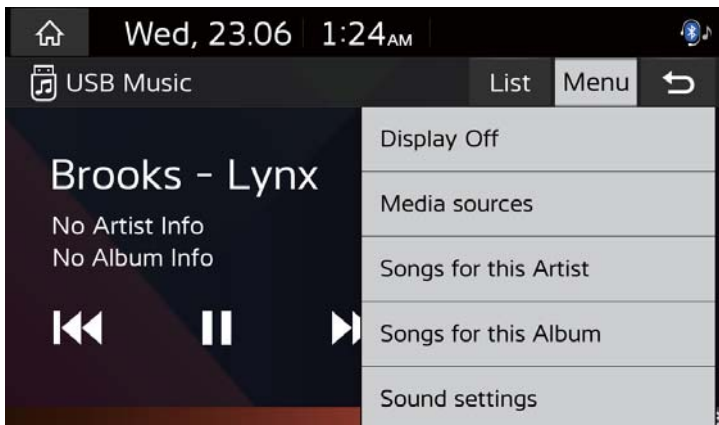 Wed, 23.06 1:24AM
USB Music List Menu
Display Off
Brooks - Lynx
Media sources
No Artist Info
No Album Info
Songs for this Artist
Songs for this Album
Sound settings